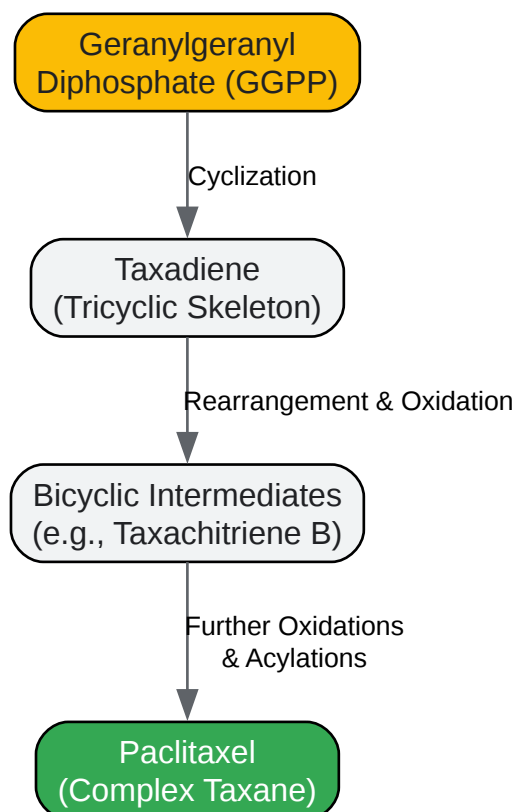 Geranylgeranyl
Diphosphate (GGPP)
Cyclization
Taxadiene
(Tricyclic Skeleton)
Rearrangement & Oxidation
Bicyclic Intermediates
(e.g., Taxachitriene B)
Further Oxidations
& Acylations
Paclitaxel
(Complex Taxane)